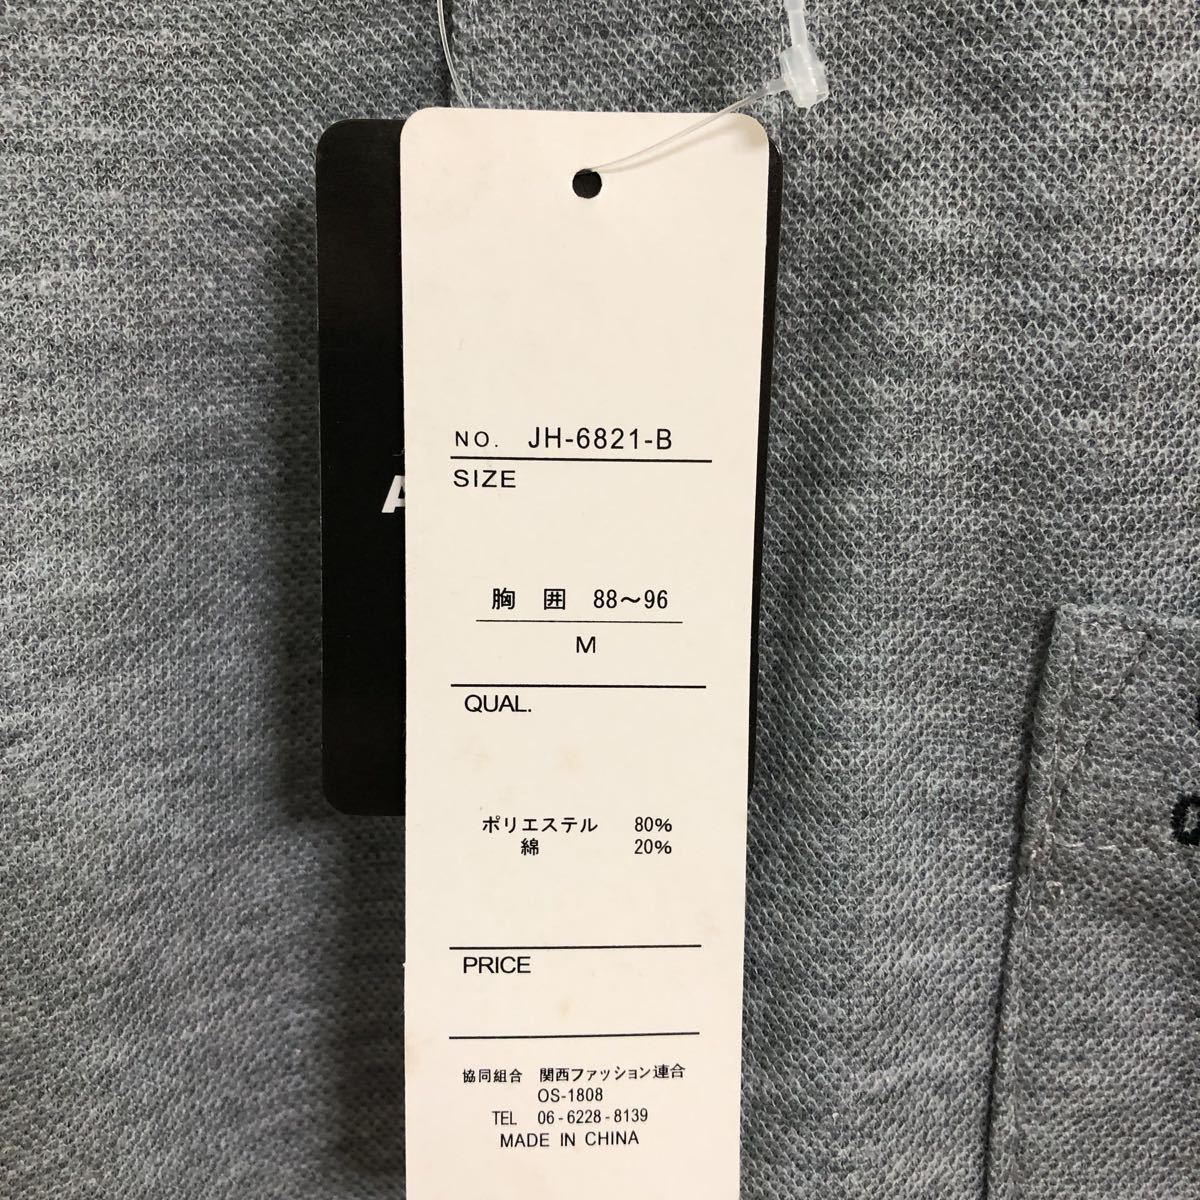 NO. JH-6821-B
SIZE
胸 囲 88～96
M
QUAL.
ポリエステル 80%
綿 20%
PRICE
協同組合 関西ファッション連合
OS-1808
TEL 06-6228-8139
MADE IN CHINA
A